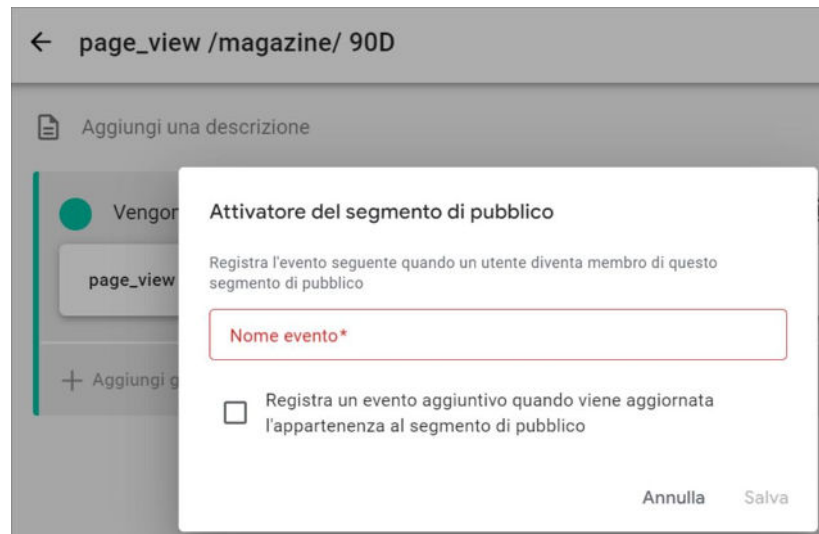 page_view /magazine/ 90D
Aggiungi una descrizione
Vengor
page_view
Aggiungi g
Attivatore del segmento di pubblico
Registra l'evento seguente quando un utente diventa membro di questo
segmento di pubblico
Nome evento*
Registra un evento aggiuntivo quando viene aggiornata
l'appartenenza al segmento di pubblico
Annulla Salva